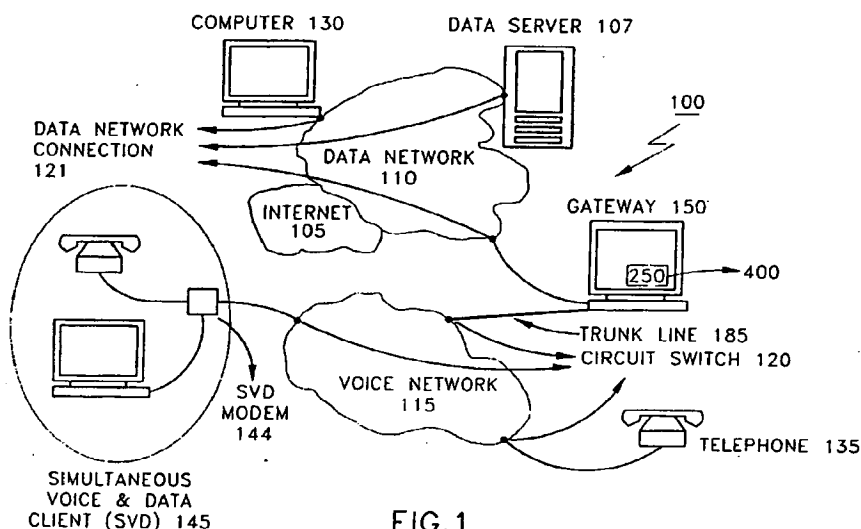 COMPUTER 130
DATA SERVER 107
100
DATA NETWORK
CONNECTION
121
DATA NETWORK
110
INTERNET
105
GATEWAY 150
250
400
TRUNK LINE 185
CIRCUIT SWITCH 120
VOICE NETWORK
115
SVD
MODEM
144
TELEPHONE 135
SIMULTANEOUS
VOICE & DATA
CLIENT (SVD) 145
FIG. 1